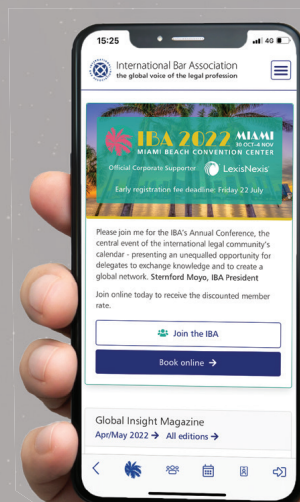 15:25
4G
International Bar Association
the global voice of the legal profession
IBA 2022 MIAMI
30 OCT-4 NOV
MIAMI BEACH CONVENTION CENTER
Official Corporate Supporter LexisNexis®
Early registration fee deadline: Friday 22 July
Please join me for the IBA's Annual Conference, the
central event of the international legal community's
calendar - presenting an unequalled opportunity for
delegates to exchange knowledge and to create a
global network. Sternford Moyo, IBA President
Join online today to receive the discounted member
rate.
Join the IBA
Book online →
Global Insight Magazine
Apr/May 2022 → All editions →